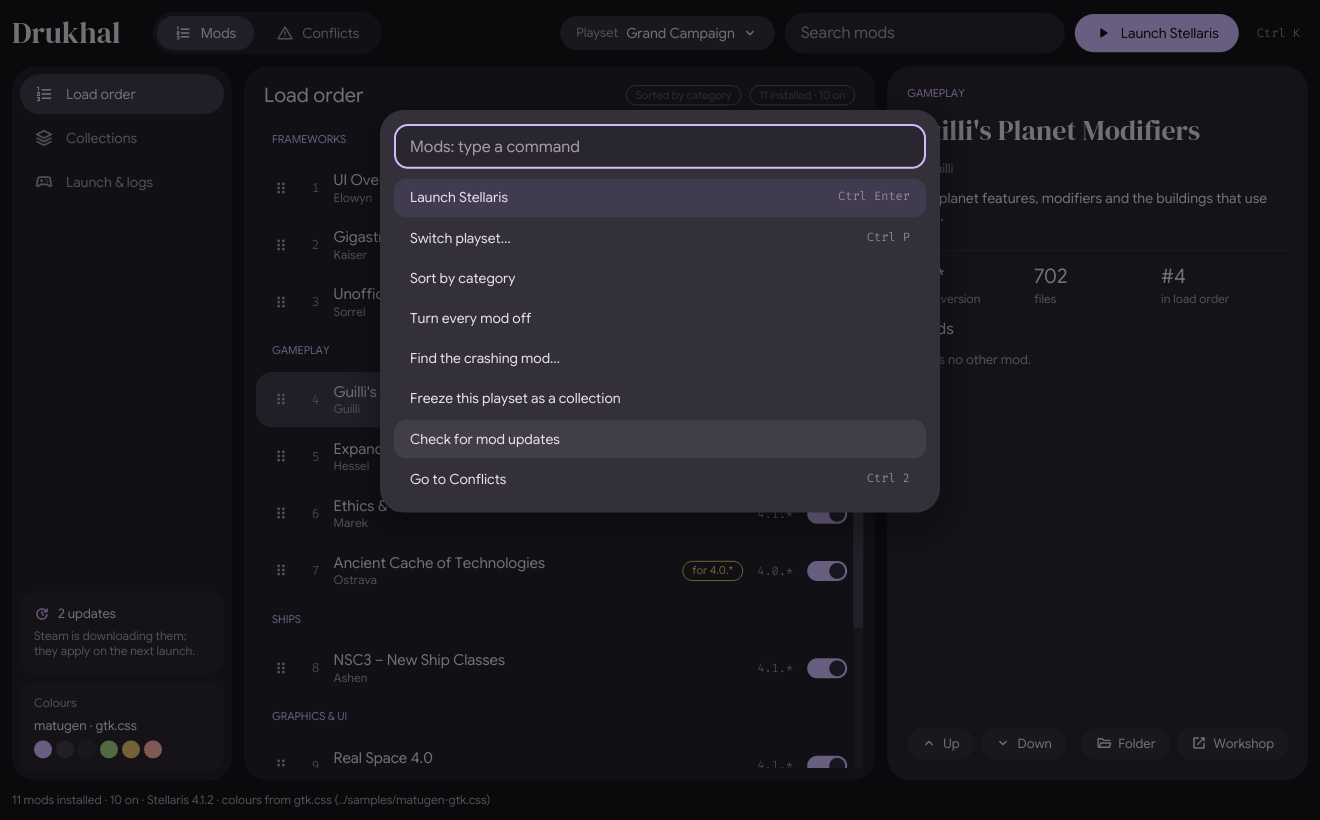 Drukhal
Mods
Conflicts
Playset Grand Campaign
Search mods
Launch Stellaris
Ctrl K
Load order
Collections
Launch & logs
2 updates
Steam is downloading them;
they apply on the next launch.
Colours
matugen · gtk.css
Load order
Sorted by category
11 installed · 10 on
FRAMEWORKS
1 UI Ove
Elowyn
2 Gigast
Kaiser
3 Unoffic
Sorrel
GAMEPLAY
4 Guilli's
Guilli
5 Expand
Hessel
6 Ethics & 4.1.*
Marek
7 Ancient Cache of Technologies for 4.0.* 4.0.*
Ostrava
SHIPS
8 NSC3 – New Ship Classes 4.1.*
Ashen
GRAPHICS & UI
9 Real Space 4.0 4.1.*
Mods: type a command
Launch Stellaris Ctrl Enter
Switch playset... Ctrl P
Sort by category
Turn every mod off
Find the crashing mod...
Freeze this playset as a collection
Check for mod updates
Go to Conflicts Ctrl 2
GAMEPLAY
illi's Planet Modifiers
illi
planet features, modifiers and the buildings that use
.
* 702 #4
version files in load order
ds
s no other mod.
Up
Down
Folder
Workshop
11 mods installed · 10 on · Stellaris 4.1.2 · colours from gtk.css (../samples/matugen-gtk.css)